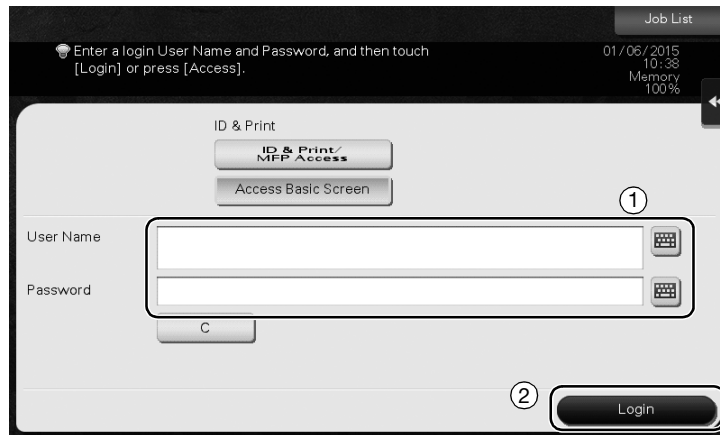 Job List
Enter a login User Name and Password, and then touch
[Login] or press [Access].
01/06/2015
10:38
Memory
100%
ID & Print
ID & Print/
MFP Access
Access Basic Screen
1
User Name
Password
C
2
Login